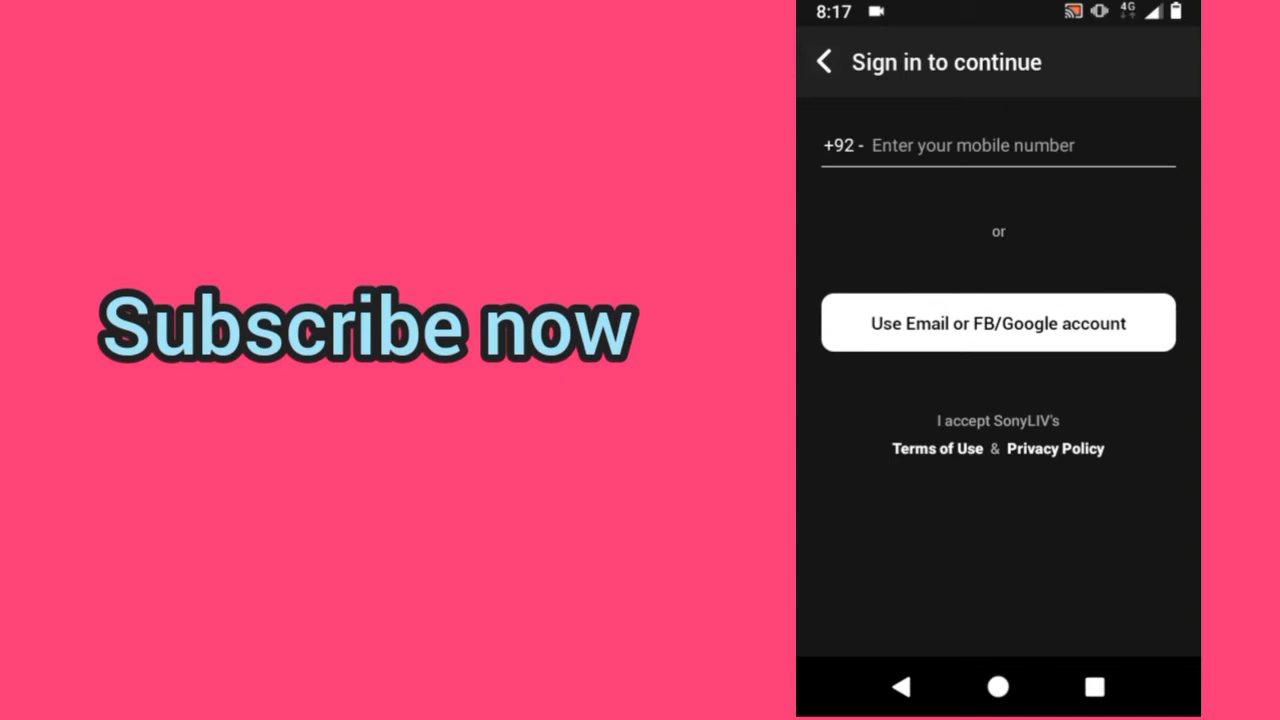 Subscribe now
8:17
4G
Sign in to continue
+92 - Enter your mobile number
or
Use Email or FB/Google account
I accept SonyLIV's
Terms of Use & Privacy Policy